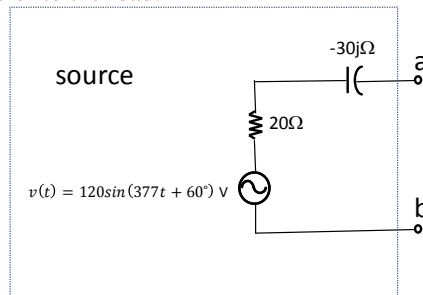 -30jΩ
a
source
20Ω
v(t) = 120sin(377t + 60°) V
b